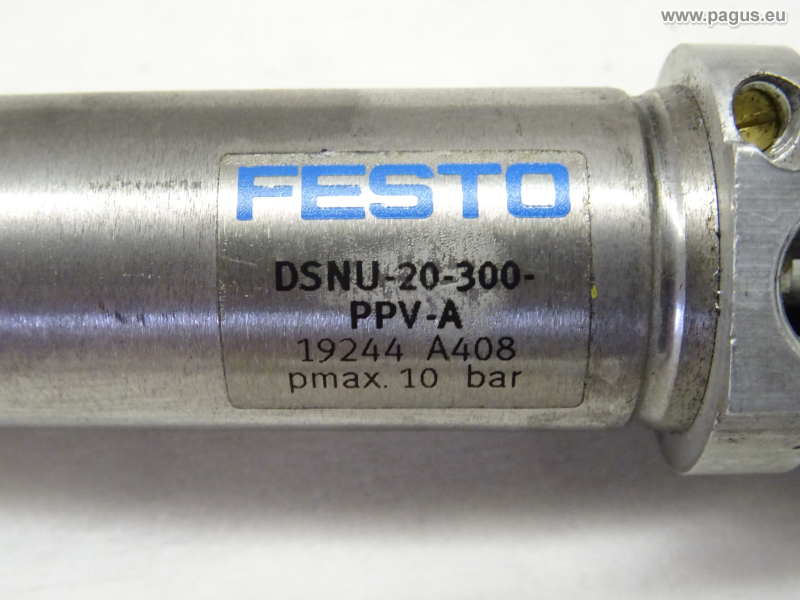 www.pagus.eu
FESTO
DSNU-20-300-
PPV-A
19244 A408
pmax. 10 bar